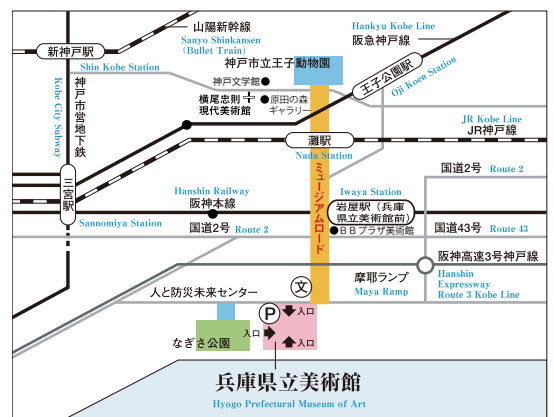 山陽新幹線
Sanyo Shinkansen
(Bullet Train)
Hankyu Kobe Line
阪急神戸線
新神戸駅
Shin Kobe Station
神戸市立王子動物園
神戸文学館
横尾忠則
現代美術館
原田の森
ギャラリー
王子公園駅
Oji Koen Station
Kobe City Subway
神戸市営地下鉄
JR Kobe Line
JR神戸線
灘駅
Nada Station
ミュージアムロード
国道2号 Route 2
三宮駅
Sannomiya Station
Hanshin Railway
阪神本線
Iwaya Station
岩屋駅（兵庫
県立美術館前）
国道2号 Route 2
BBプラザ美術館
国道43号 Route 43
阪神高速3号神戸線
Hanshin
Expressway
Route 3 Kobe Line
摩耶ランプ
Maya Ramp
人と防災未来センター
文
P
入口
入口
入口
なぎさ公園
兵庫県立美術館
Hyogo Prefectural Museum of Art